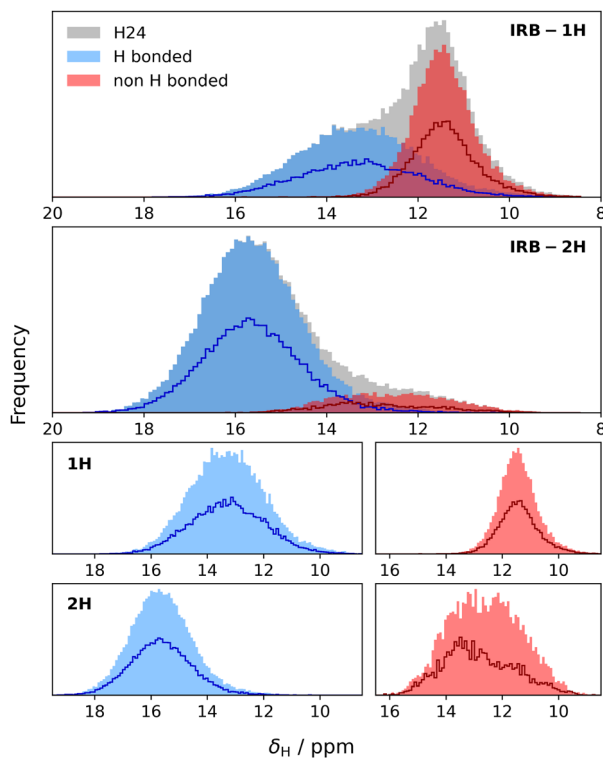 H24
H bonded
non H bonded
IRB – 1H
20 18 16 14 12 10 8
IRB – 2H
20 18 16 14 12 10 8
Frequency
1H
18 16 14 12 10
16 14 12 10
2H
18 16 14 12 10
16 14 12 10
δH / ppm